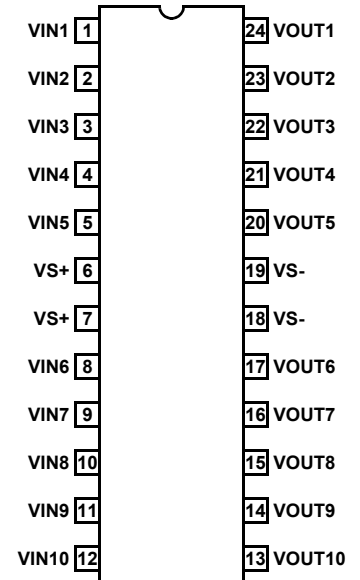 VIN1 1 24 VOUT1
VIN2 2 23 VOUT2
VIN3 3 22 VOUT3
VIN4 4 21 VOUT4
VIN5 5 20 VOUT5
VS+ 6 19 VS-
VS+ 7 18 VS-
VIN6 8 17 VOUT6
VIN7 9 16 VOUT7
VIN8 10 15 VOUT8
VIN9 11 14 VOUT9
VIN10 12 13 VOUT10